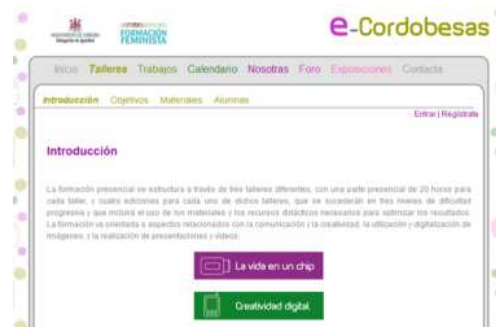 FORMACIÓN
FEMINISTA
e-Cordobesas
Inicio Talleres Trabajos Calendario Nosotras Foro Exposiciones Contacta
Introducción Objetivos Materiales Alumnas
Entrar | Regístrate
Introducción
La formación presencial se estructura a través de tres talleres diferentes, con una parte presencial de 20 horas para
cada taller, y cuatro ediciones para cada uno de dichos talleres, que se sucederán en tres niveles de dificultad
progresiva y que incluirá el uso de los materiales y los recursos didácticos necesarios para optimizar los resultados.
La formación va orientada a aspectos relacionados con la comunicación y la creatividad, la utilización y digitalización de
imágenes, y la realización de presentaciones y vídeos.
La vida en un chip
Creatividad digital